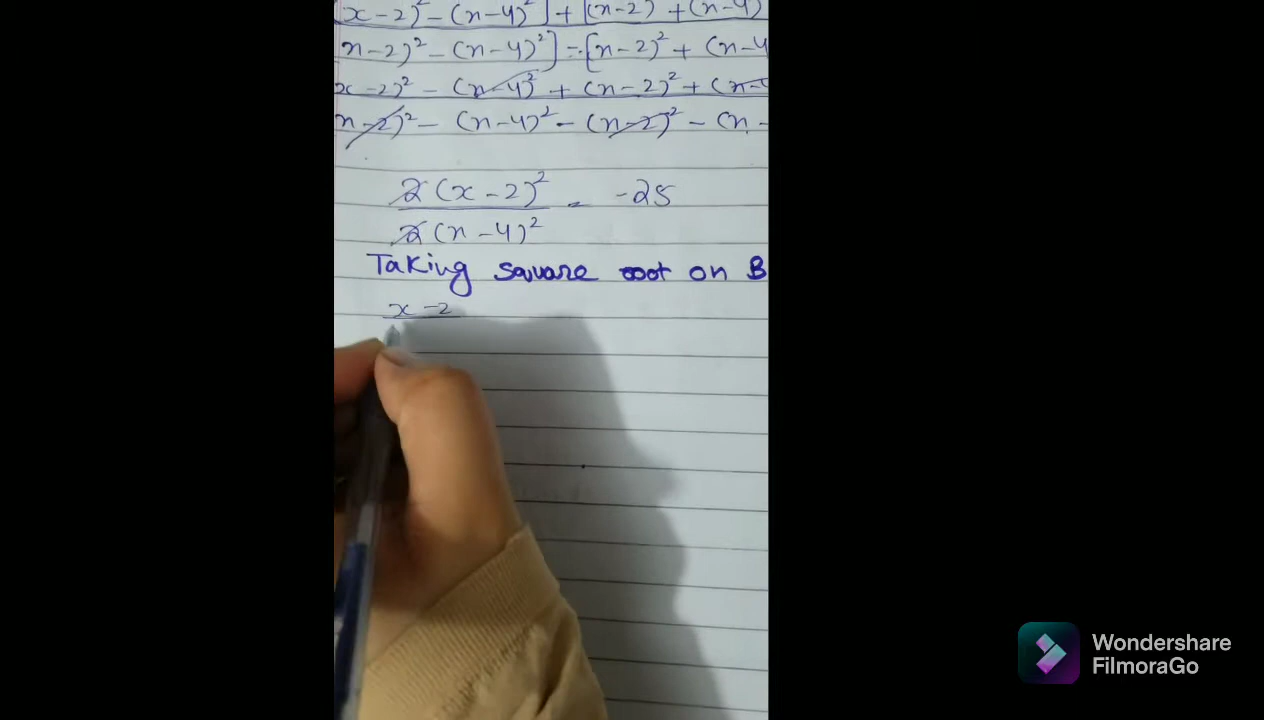 (x-2)² - (x-4)²] + [(x-2) + (x-4)
x-2)² - (x-4)²] - [x-2)² + (x-4
x-2)² - (x-4)² + (x-2)² + (x-4
x-2)² - (x-4)² - (x-2)² - (x-
2(x-2)² = -25
2(x-4)²
Taking square root on B
x-2
Wondershare
FilmoraGo